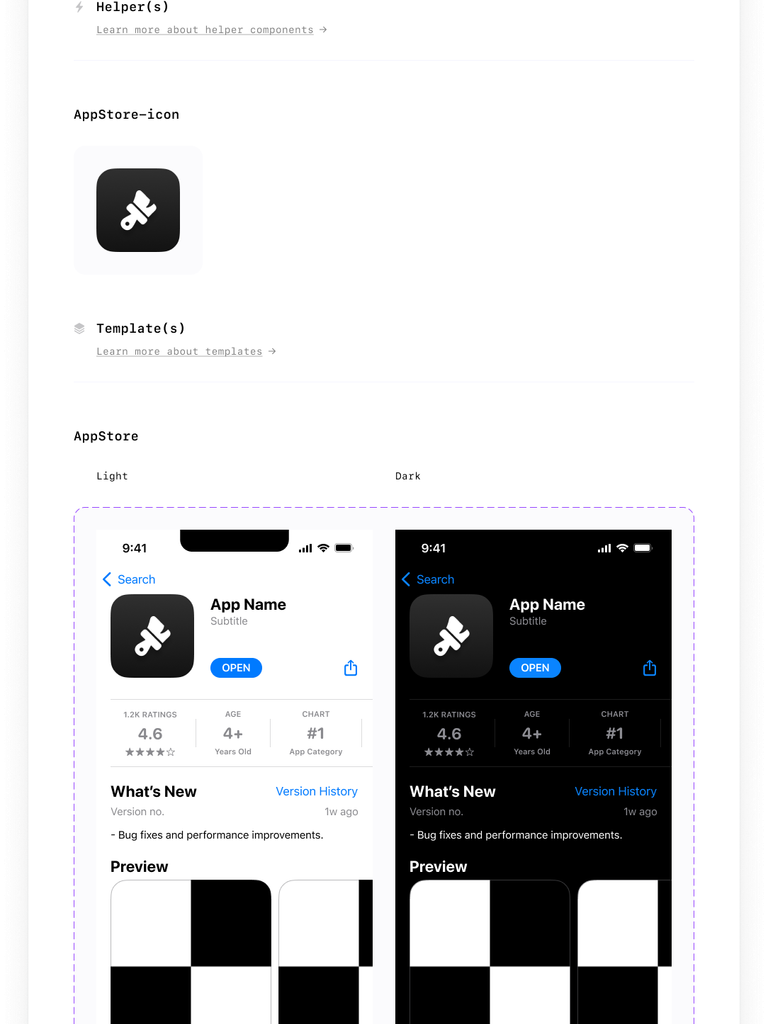 Helper(s)
Learn more about helper components →
AppStore-icon
Template(s)
Learn more about templates →
AppStore
Light
Dark
9:41
Search
App Name
Subtitle
OPEN
1.2K RATINGS
AGE
CHART
4.6
4+
#1
★★★★☆
Years Old
App Category
What’s New
Version History
Version no.
1w ago
- Bug fixes and performance improvements.
Preview
9:41
Search
App Name
Subtitle
OPEN
1.2K RATINGS
AGE
CHART
4.6
4+
#1
★★★★☆
Years Old
App Category
What’s New
Version History
Version no.
1w ago
- Bug fixes and performance improvements.
Preview